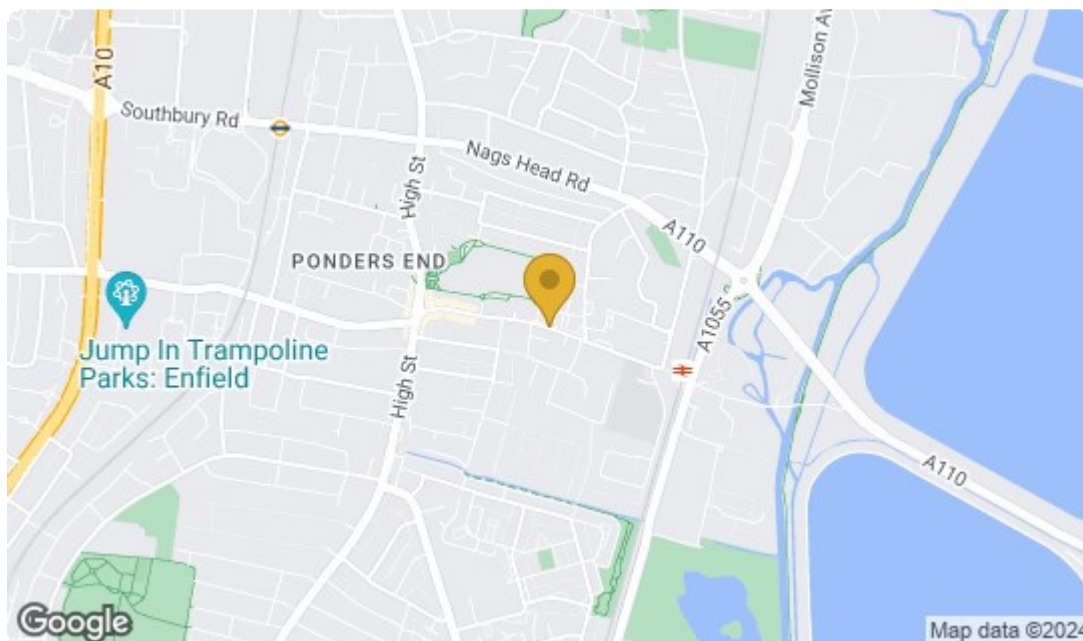 A10
Southbury Rd
High St
Nags Head Rd
Mollison Av
A110
PONDERS END
A1055
Jump In Trampoline
Parks: Enfield
High St
A110
Google
Map data ©2024